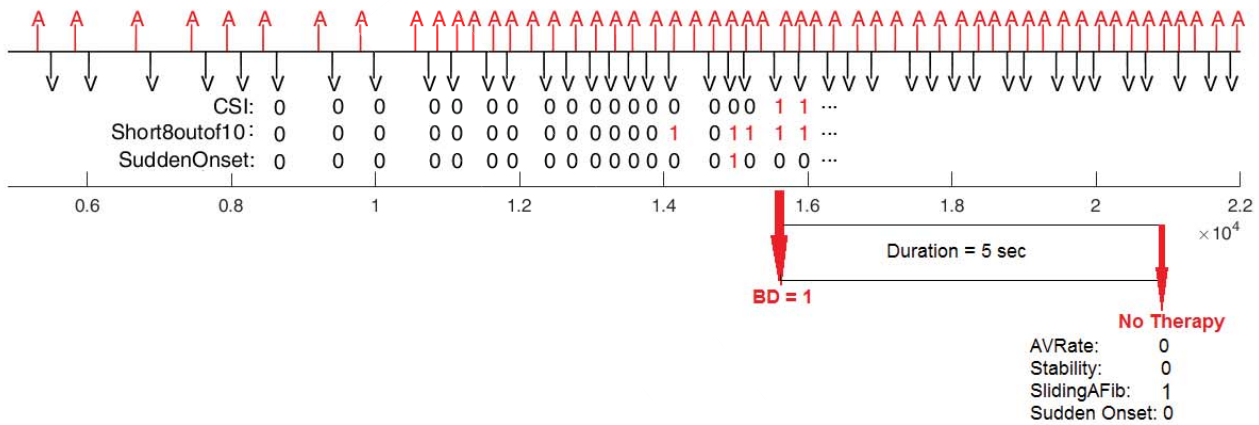 A A A A A A A A A A A A A A A A A A A A A A A A A A A A A A A A A A A A A A A A A A A A A A A A A A A
CSI: 0 0 0 0 0 0 0 0 0 0 0 0 0 0 0 0 0 1 1 ...
Short8outof10: 0 0 0 0 0 0 0 0 0 0 0 0 0 1 0 1 1 1 1 ...
SuddenOnset: 0 0 0 0 0 0 0 0 0 0 0 0 0 0 0 1 0 0 0 ...
0.6 0.8 1 1.2 1.4 1.6 1.8 2 2.2
×10⁴
Duration = 5 sec
BD = 1
No Therapy
AVRate: 0
Stability: 0
SlidingAFib: 1
Sudden Onset: 0